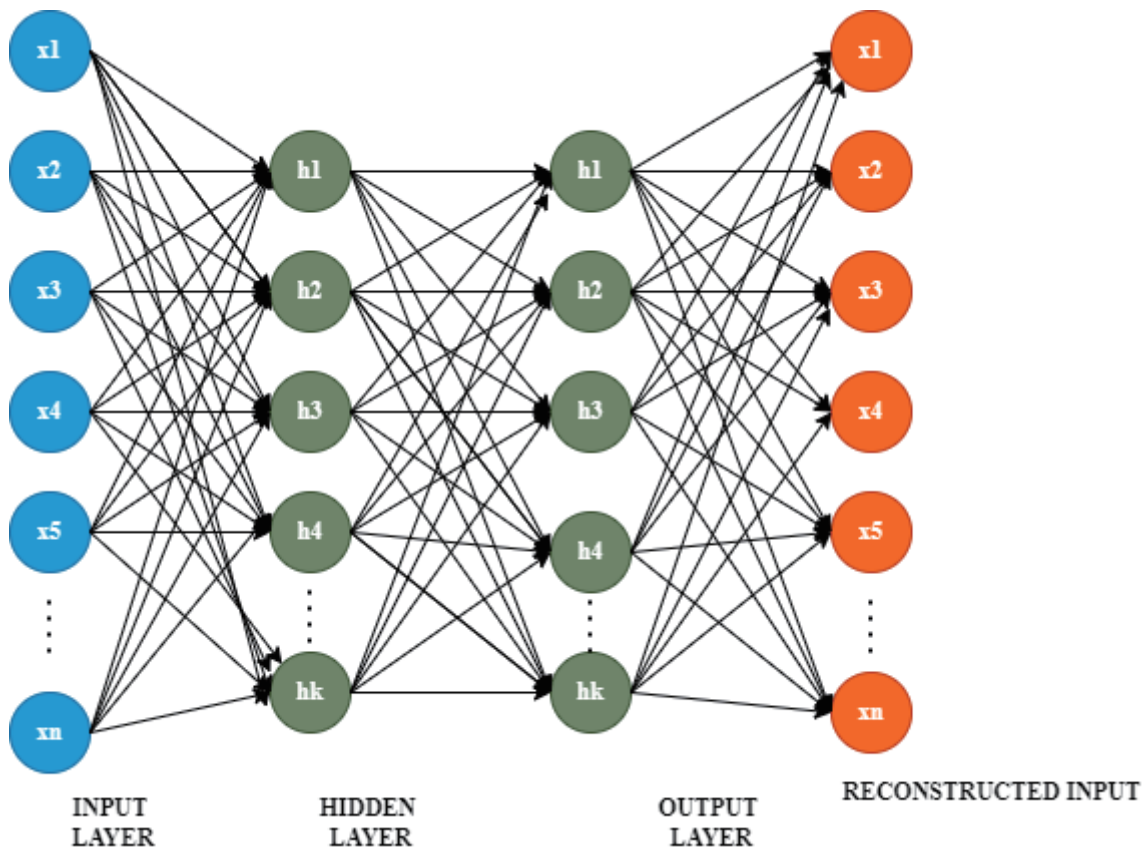 x1
x2
x3
x4
x5
xn
h1
h2
h3
h4
hk
h1
h2
h3
h4
hk
x1
x2
x3
x4
x5
xn
INPUT
LAYER
HIDDEN
LAYER
OUTPUT
LAYER
RECONSTRUCTED INPUT